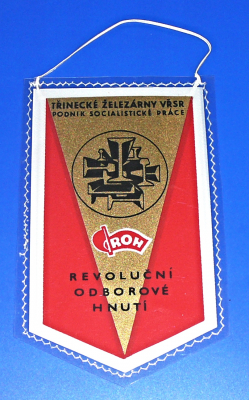 TŘINECKÉ ŽELEZÁRNY VŘSR
PODNIK SOCIALISTICKÉ PRÁCE
ROH
REVOLUČNÍ
ODBOROVÉ
HNUTÍ